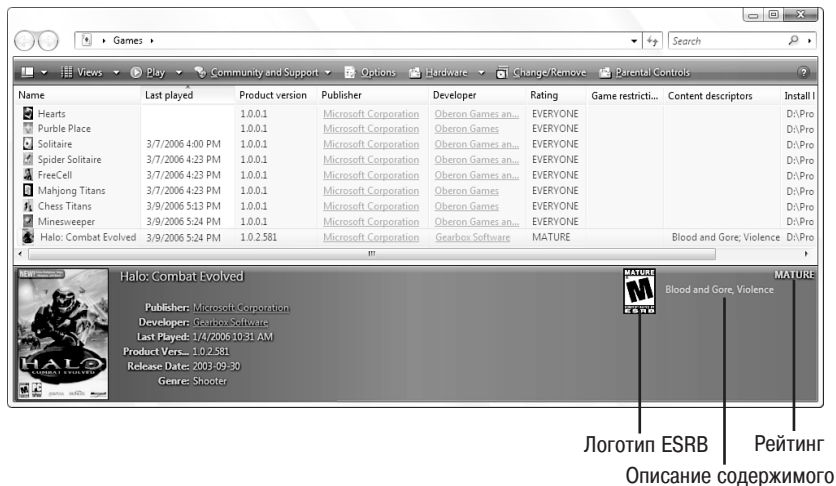 Games
Search
Views Play Community and Support Options Hardware Change/Remove Parental Controls ?
Name Last played Product version Publisher Developer Rating Game restricti... Content descriptors Install l
Hearts 1.0.0.1 Microsoft Corporation Oberon Games an... EVERYONE D:\Pro
Purble Place 1.0.0.1 Microsoft Corporation Oberon Games EVERYONE D:\Pro
Solitaire 3/7/2006 4:00 PM 1.0.0.1 Microsoft Corporation Oberon Games an... EVERYONE D:\Pro
Spider Solitaire 3/7/2006 4:23 PM 1.0.0.1 Microsoft Corporation Oberon Games an... EVERYONE D:\Pro
FreeCell 3/7/2006 4:23 PM 1.0.0.1 Microsoft Corporation Oberon Games an... EVERYONE D:\Pro
Mahjong Titans 3/7/2006 4:23 PM 1.0.0.1 Microsoft Corporation Oberon Games EVERYONE D:\Pro
Chess Titans 3/9/2006 5:13 PM 1.0.0.1 Microsoft Corporation Oberon Games EVERYONE D:\Pro
Minesweeper 3/9/2006 5:24 PM 1.0.0.1 Microsoft Corporation Oberon Games an... EVERYONE D:\Pro
Halo: Combat Evolved 3/9/2006 5:24 PM 1.0.2.581 Microsoft Corporation Gearbox Software MATURE Blood and Gore; Violence D:\Pro
NEW!
HALO
COMBAT EVOLVED
Halo: Combat Evolved
Publisher: Microsoft Corporation
Developer: Gearbox Software
Last Played: 1/4/2006 10:31 AM
Product Vers... 1.0.2.581
Release Date: 2003-09-30
Genre: Shooter
MATURE
M
ESRB
Blood and Gore, Violence
MATURE
Логотип ESRB
Рейтинг
Описание содержимого